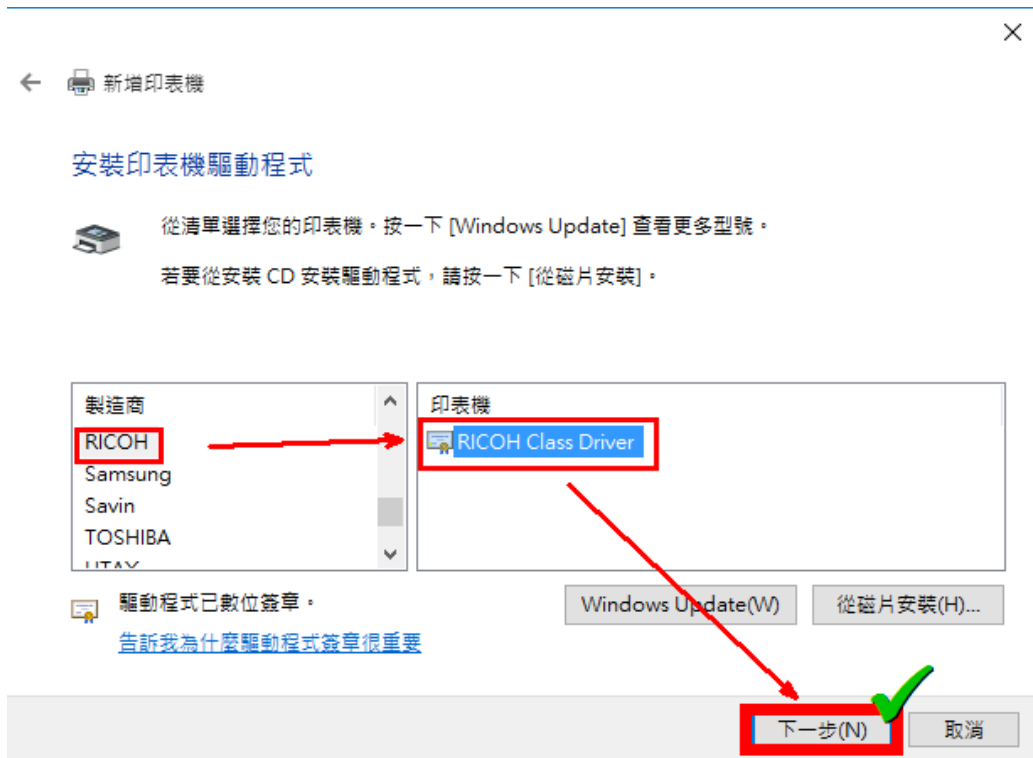 新增印表機
安裝印表機驅動程式
從清單選擇您的印表機。按一下 [Windows Update] 查看更多型號。
若要從安裝 CD 安裝驅動程式，請按一下 [從磁片安裝]。
製造商
RICOH
Samsung
Savin
TOSHIBA
UTAX
印表機
RICOH Class Driver
驅動程式已數位簽章。
告訴我為什麼驅動程式簽章很重要
Windows Update(W)
從磁片安裝(H)...
下一步(N)
取消